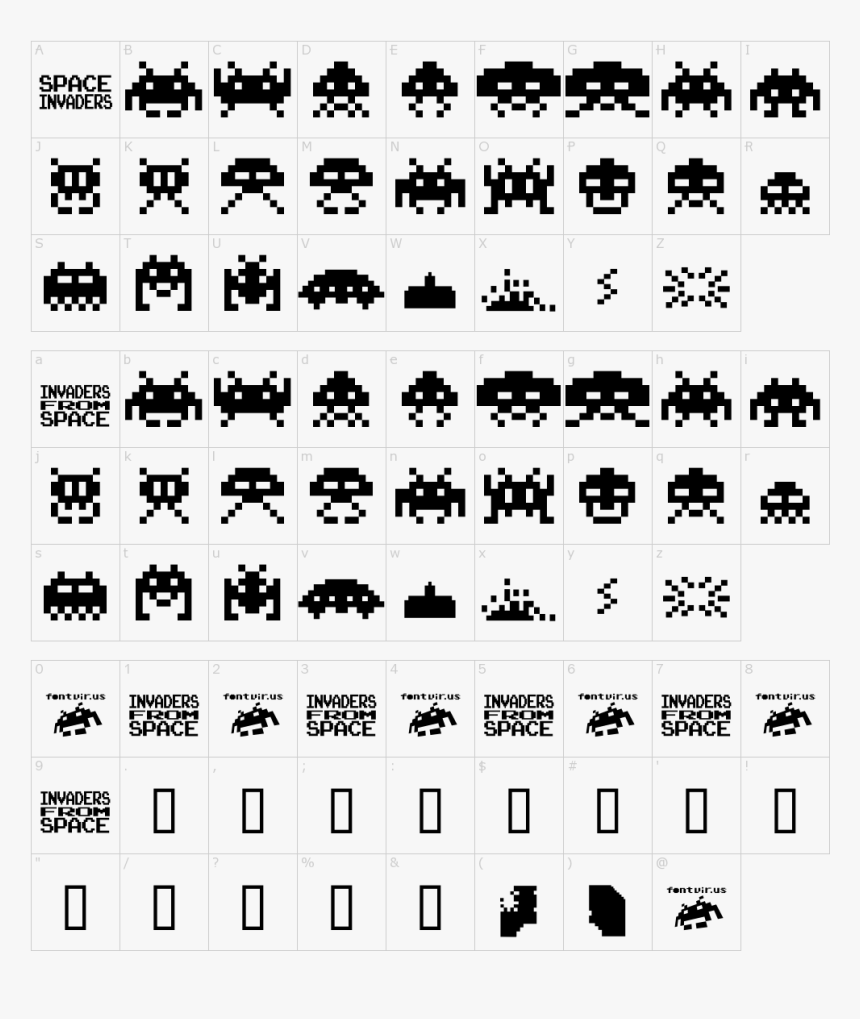 A B C D E F G H I
SPACE
INVADERS
J K L M N O P Q R
S T U V W X Y Z
a b c d e f g h i
INVADERS
FROM
SPACE
j k l m n o p q r
s t u v w x y z
0 1 2 3 4 5 6 7 8
fontvir.us INVADERS fontvir.us INVADERS fontvir.us INVADERS fontvir.us INVADERS fontvir.us
FROM FROM FROM FROM
SPACE SPACE SPACE SPACE
9 . , ; : $ # ' !
INVADERS
FROM
SPACE
" / ? % & ( ) @
fontvir.us